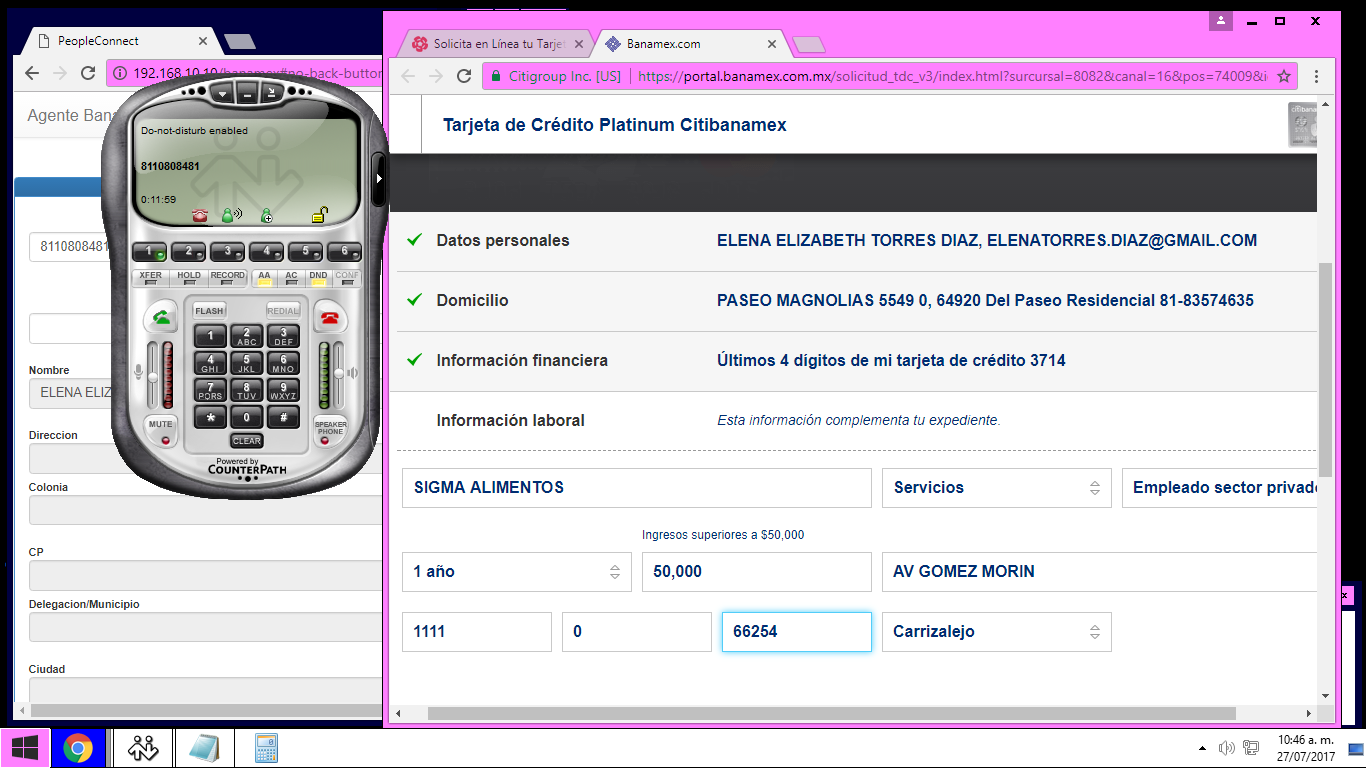 PeopleConnect
192.168.10.10/banamex#no-back-button
Agente Ban
8110808481
Nombre
ELENA ELIZ
Direccion
Colonia
CP
Delegacion/Municipio
Ciudad
Do-not-disturb enabled
8110808481
0:11:59
1 2 3 4 5 6
XFER HOLD RECORD AA AC DND CONF
FLASH REDIAL
1 2 ABC 3 DEF
4 GHI 5 JKL 6 MNO
7 PQRS 8 TUV 9 WXYZ
* 0 #
MUTE CLEAR SPEAKER PHONE
Powered by
COUNTERPATH
Solicita en Línea tu Tarjet
Banamex.com
Citigroup Inc. [US] https://portal.banamex.com.mx/solicitud_tdc_v3/index.html?surcursal=8082&canal=16&pos=74009&i
Tarjeta de Crédito Platinum Citibanamex
citibanam
Datos personales ELENA ELIZABETH TORRES DIAZ, ELENATORRES.DIAZ@GMAIL.COM
Domicilio PASEO MAGNOLIAS 5549 0, 64920 Del Paseo Residencial 81-83574635
Información financiera Últimos 4 dígitos de mi tarjeta de crédito 3714
Información laboral Esta información complementa tu expediente.
SIGMA ALIMENTOS Servicios Empleado sector privado
Ingresos superiores a $50,000
1 año 50,000 AV GOMEZ MORIN
1111 0 66254 Carrizalejo
10:46 a. m.
27/07/2017